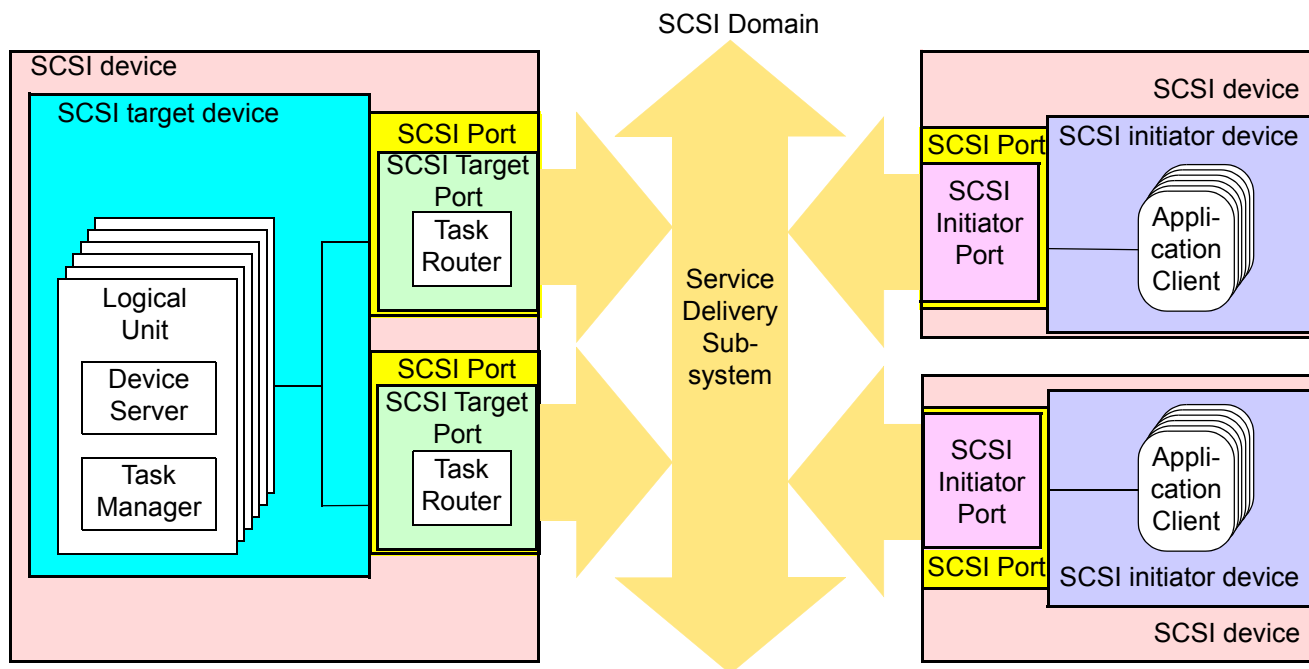 SCSI Domain
SCSI device
SCSI target device
SCSI Port
SCSI Target
Port
Task
Router
Logical
Unit
Device
Server
Task
Manager
SCSI Port
SCSI Target
Port
Task
Router
Service
Delivery
Sub-
system
SCSI device
SCSI initiator device
SCSI Port
SCSI
Initiator
Port
Appli-
cation
Client
SCSI
Initiator
Port
SCSI Port
Appli-
cation
Client
SCSI initiator device
SCSI device